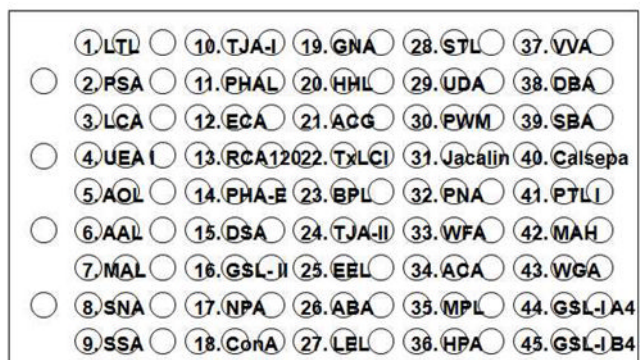 1. LTL 10. TJA-I 19. GNA 28. STL 37. VVA
2. PSA 11. PHAL 20. HHL 29. UDA 38. DBA
3. LCA 12. ECA 21. ACG 30. PWM 39. SBA
4. UEA I 13. RCA120 22. TxLCI 31. Jacalin 40. Calsepa
5. AOL 14. PHA-E 23. BPL 32. PNA 41. PTL I
6. AAL 15. DSA 24. TJA-II 33. WFA 42. MAH
7. MAL 16. GSL- II 25. EEL 34. ACA 43. WGA
8. SNA 17. NPA 26. ABA 35. MPL 44. GSL-I A4
9. SSA 18. ConA 27. LEL 36. HPA 45. GSL-I B4